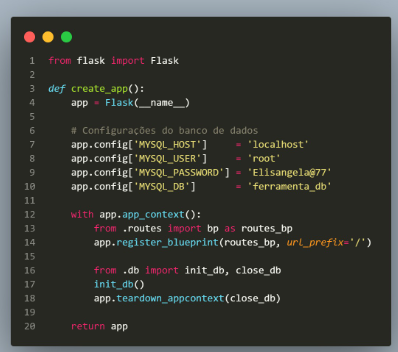 1 from flask import Flask
2
3 def create_app():
4     app = Flask(__name__)
5
6     # Configurações do banco de dados
7     app.config['MYSQL_HOST']     = 'localhost'
8     app.config['MYSQL_USER']     = 'root'
9     app.config['MYSQL_PASSWORD'] = 'Elisangela@77'
10     app.config['MYSQL_DB']       = 'ferramenta_db'
11
12     with app.app_context():
13         from .routes import bp as routes_bp
14         app.register_blueprint(routes_bp, url_prefix='/')
15
16         from .db import init_db, close_db
17         init_db()
18         app.teardown_appcontext(close_db)
19
20     return app